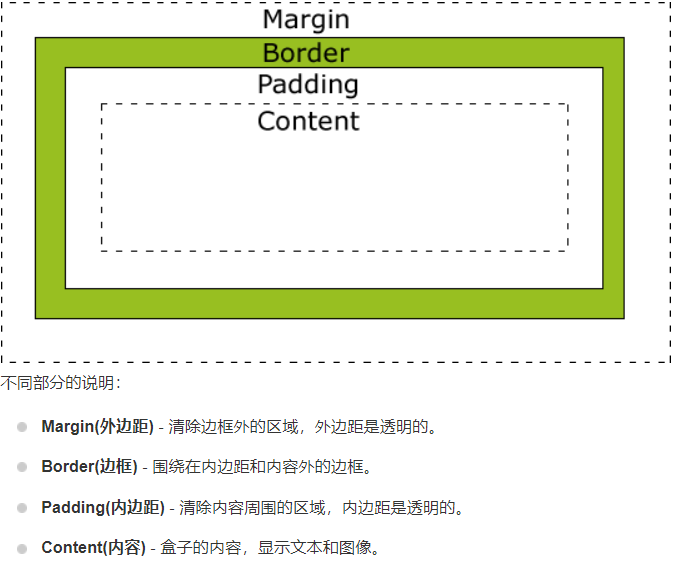 Margin
Border
Padding
Content
不同部分的说明：
Margin(外边距) - 清除边框外的区域，外边距是透明的。
Border(边框) - 围绕在内边距和内容外的边框。
Padding(内边距) - 清除内容周围的区域，内边距是透明的。
Content(内容) - 盒子的内容，显示文本和图像。